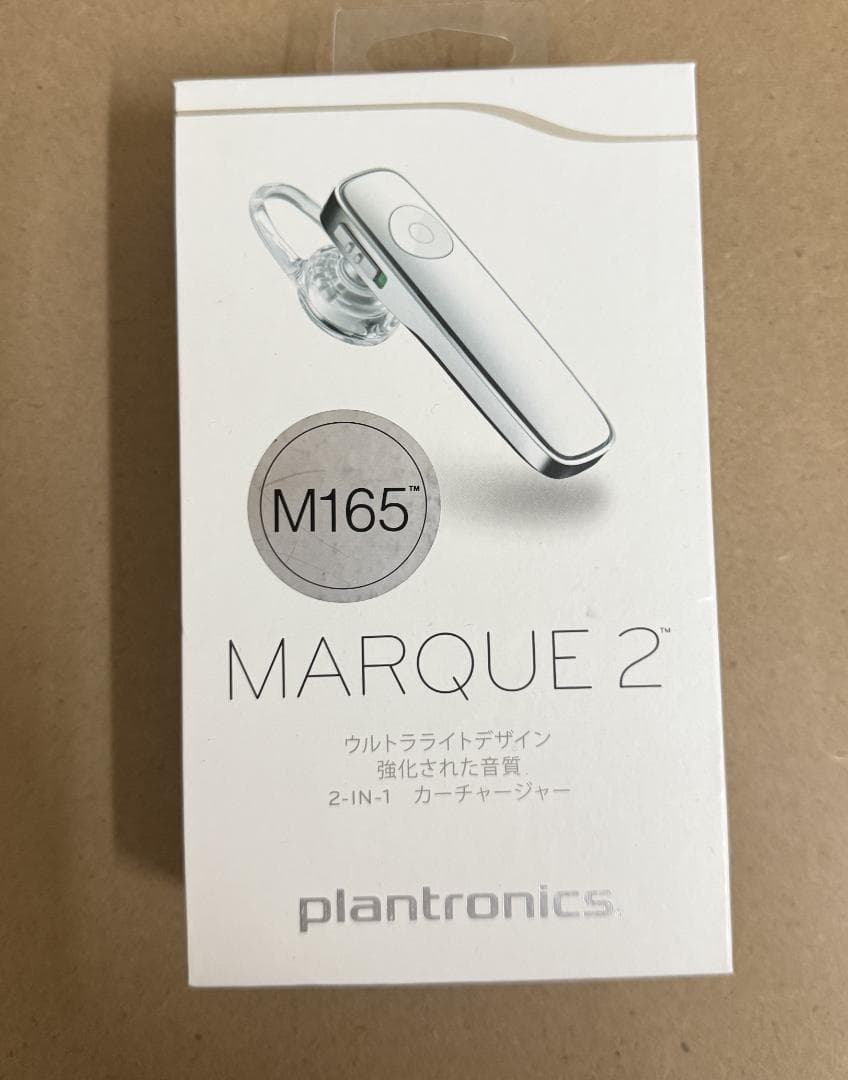 M165™
MARQUE 2™
ウルトラライトデザイン
強化された音質
2-IN-1 カーチャージャー
plantronics.